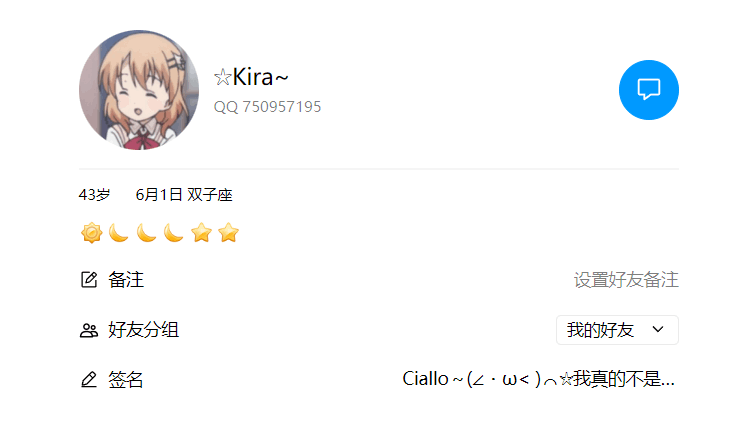 ☆Kira~
QQ 750957195
43岁 6月1日 双子座
备注 设置好友备注
好友分组 我的好友
签名 Ciallo～(∠・ω< )⌒☆我真的不是...